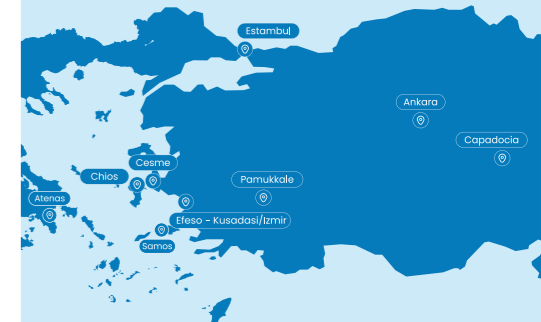 Estambul
Ankara
Capadocia
Cesme
Chios
Pamukkale
Atenas
Efeso - Kusadasi/Izmir
Samos